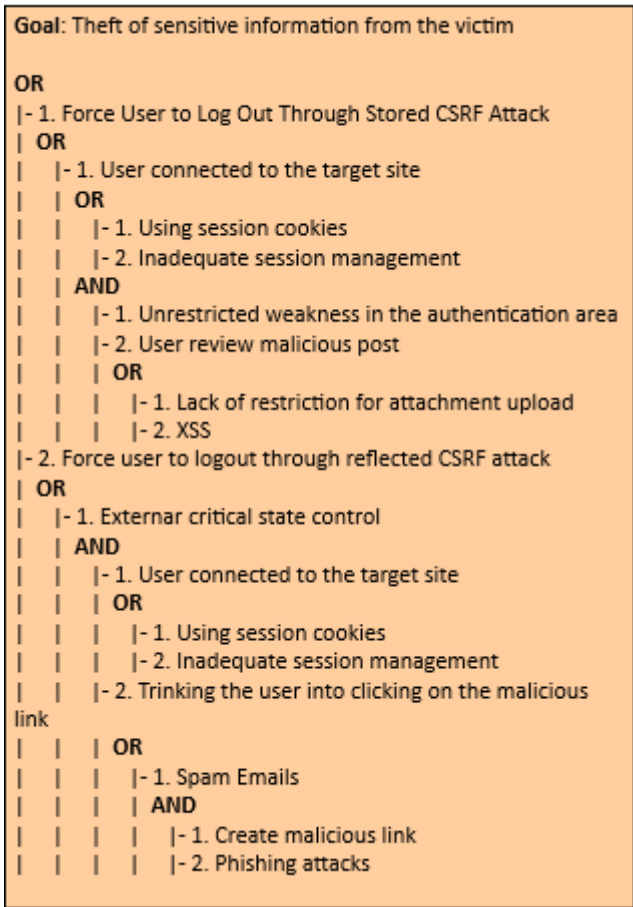 Goal: Theft of sensitive information from the victim
OR
|- 1. Force User to Log Out Through Stored CSRF Attack
| OR
| |- 1. User connected to the target site
| | OR
| | |- 1. Using session cookies
| | |- 2. Inadequate session management
| | AND
| | |- 1. Unrestricted weakness in the authentication area
| | |- 2. User review malicious post
| | | OR
| | | |- 1. Lack of restriction for attachment upload
| | | |- 2. XSS
|- 2. Force user to logout through reflected CSRF attack
| OR
| |- 1. Externar critical state control
| | AND
| | |- 1. User connected to the target site
| | | OR
| | | |- 1. Using session cookies
| | | |- 2. Inadequate session management
| | |- 2. Trinking the user into clicking on the malicious
link
| | | OR
| | | |- 1. Spam Emails
| | | | AND
| | | | |- 1. Create malicious link
| | | | |- 2. Phishing attacks